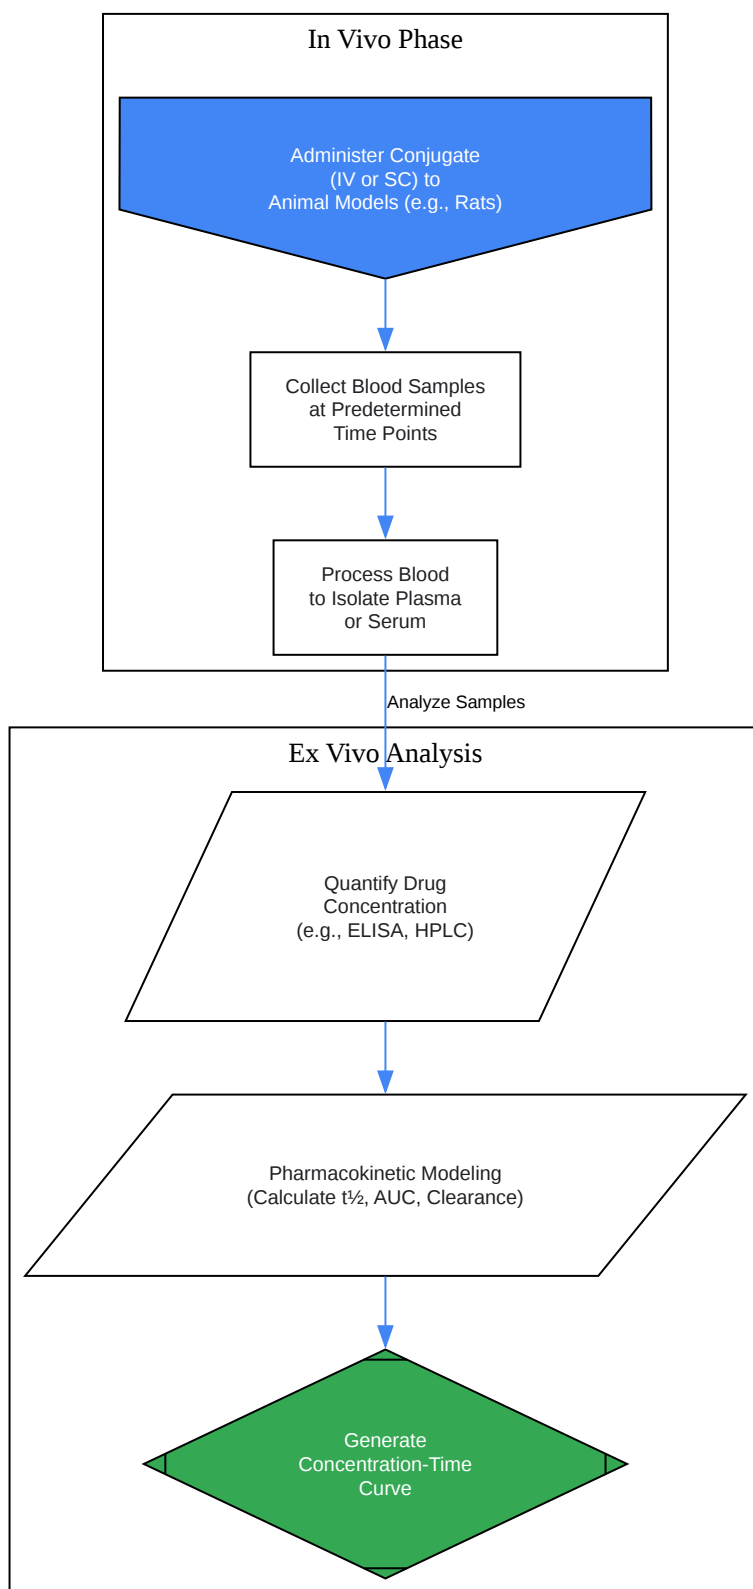 In Vivo Phase
Administer Conjugate
(IV or SC) to
Animal Models (e.g., Rats)
Collect Blood Samples
at Predetermined
Time Points
Process Blood
to Isolate Plasma
or Serum
Analyze Samples
Ex Vivo Analysis
Quantify Drug
Concentration
(e.g., ELISA, HPLC)
Pharmacokinetic Modeling
(Calculate t½, AUC, Clearance)
Generate
Concentration-Time
Curve